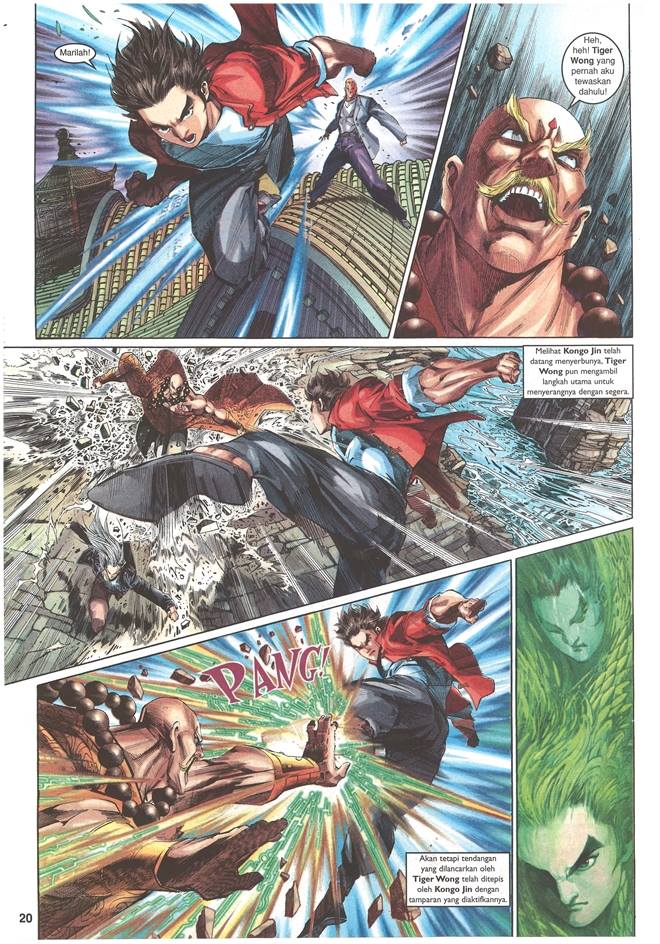 Marilah!
Heh,
heh! Tiger
Wong yang
pernah aku
tewaskan
dahulu!
Melihat Kongo Jin telah
datang menyerbunya, Tiger
Wong pun mengambil
langkah utama untuk
menyerangnya dengan segera.
PANG!
Akan tetapi tendangan
yang dilancarkan oleh
Tiger Wong telah ditepis
oleh Kongo Jin dengan
tamparan yang diaktifkannya.
20